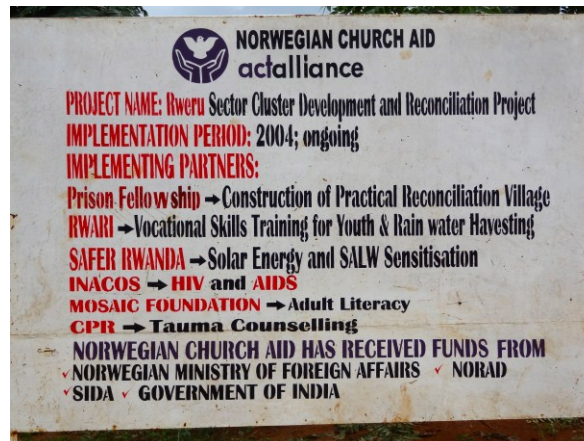 NORWEGIAN CHURCH AID
actalliance
PROJECT NAME: Rweru Sector Cluster Development and Reconciliation Project
IMPLEMENTATION PERIOD: 2004; ongoing
IMPLEMENTING PARTNERS:
Prison Fellowship → Construction of Practical Reconciliation Village
RWARI → Vocational Skills Training for Youth & Rain water Havesting
SAFER RWANDA → Solar Energy and SALW Sensitisation
INACOS → HIV and AIDS
MOSAIC FOUNDATION → Adult Literacy
CPR → Tauma Counselling
NORWEGIAN CHURCH AID HAS RECEIVED FUNDS FROM
✓ NORWEGIAN MINISTRY OF FOREIGN AFFAIRS ✓ NORAD
✓ SIDA ✓ GOVERNMENT OF INDIA